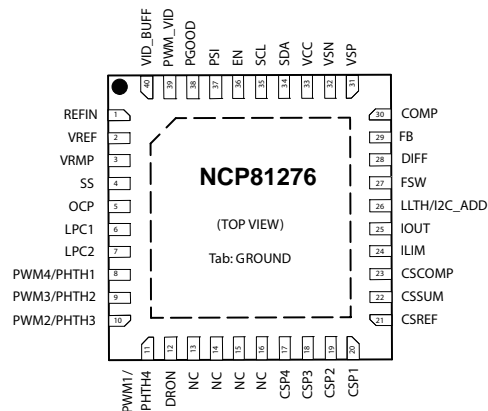 VID_BUFF
PWM_VID
PGOOD
PSI
EN
SCL
SDA
VCC
VSN
VSP
40
39
38
37
36
35
34
33
32
31
REFIN 1
VREF 2
VRMP 3
SS 4
OCP 5
LPC1 6
LPC2 7
PWM4/PHTH1 8
PWM3/PHTH2 9
PWM2/PHTH3 10
NCP81276
(TOP VIEW)
Tab: GROUND
30 COMP
29 FB
28 DIFF
27 FSW
26 LLTH/I2C_ADD
25 IOUT
24 ILIM
23 CSCOMP
22 CSSUM
21 CSREF
11
12
13
14
15
16
17
18
19
20
PWM1/
PHTH4
DRON
NC
NC
NC
NC
CSP4
CSP3
CSP2
CSP1